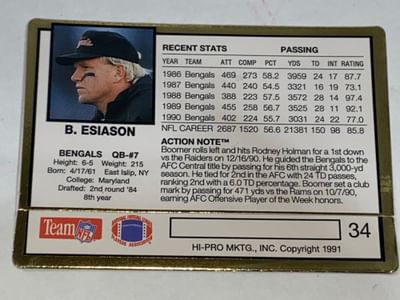 RECENT STATS PASSING
YEAR TEAM ATT CMP PCT YDS TD INT RATING
1986 Bengals 469 273 58.2 3959 24 17 87.7
1987 Bengals 440 240 54.5 3321 16 19 73.1
1988 Bengals 388 223 57.5 3572 28 14 97.4
1989 Bengals 455 258 56.7 3525 28 11 92.1
1990 Bengals 402 224 55.7 3031 24 22 77.0
NFL CAREER 2687 1520 56.6 21381 150 98 85.8
B. ESIASON
BENGALS QB-#7
Height: 6-5 Weight: 215
Born: 4/17/61 East Islip, NY
College: Maryland
Drafted: 2nd round '84
8th year
ACTION NOTE™
Boomer rolls left and hits Rodney Holman for a 1st down
vs the Raiders on 12/16/90. He guided the Bengals to the
AFC Central title by passing for his 6th straight 3,000-yd
season. He tied for 2nd in the AFC with 24 TD passes,
ranking 2nd with a 6.0 TD percentage. Boomer set a club
mark by passing for 471 yds vs the Rams on 10/7/90,
earning AFC Offensive Player of the Week honors.
34
Team NFL
NATIONAL FOOTBALL LEAGUE
PLAYERS
ASSOCIATION
HI-PRO MKTG., INC. Copyright 1991